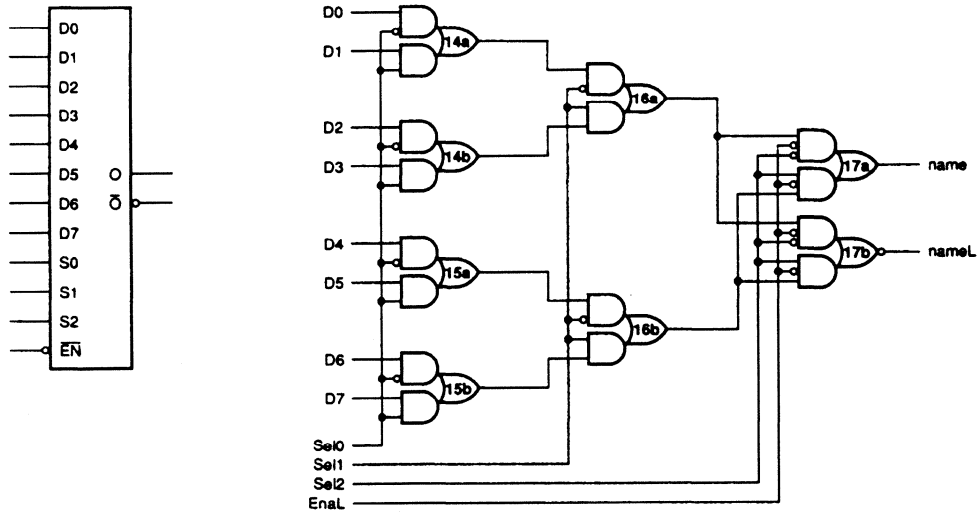 D0
D1
D2
D3
D4
D5 O
D6 O̅
D7
S0
S1
S2
E̅N̅
D0
14a
D1
16a
D2
14b
D3
17a
name
D4
15a
D5
17b
nameL
16b
D6
15b
D7
Sel0
Sel1
Sel2
EnaL